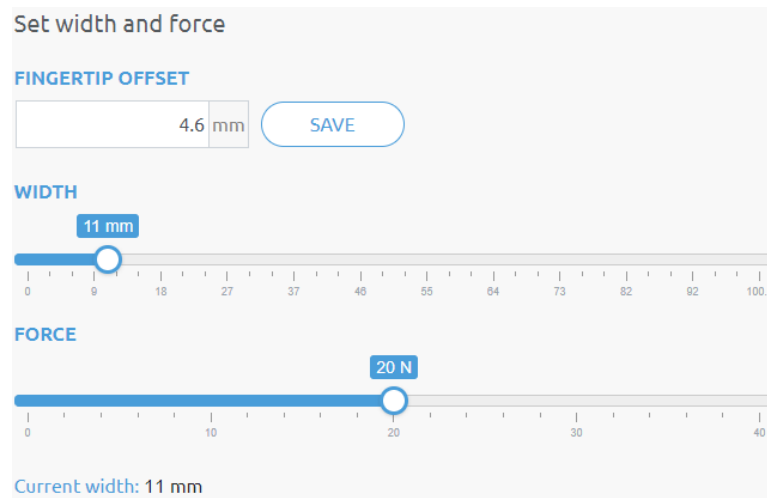 Set width and force
FINGERTIP OFFSET
4.6 mm SAVE
WIDTH
11 mm
0 9 18 27 37 46 55 64 73 82 92 100.
FORCE
20 N
0 10 20 30 40
Current width: 11 mm